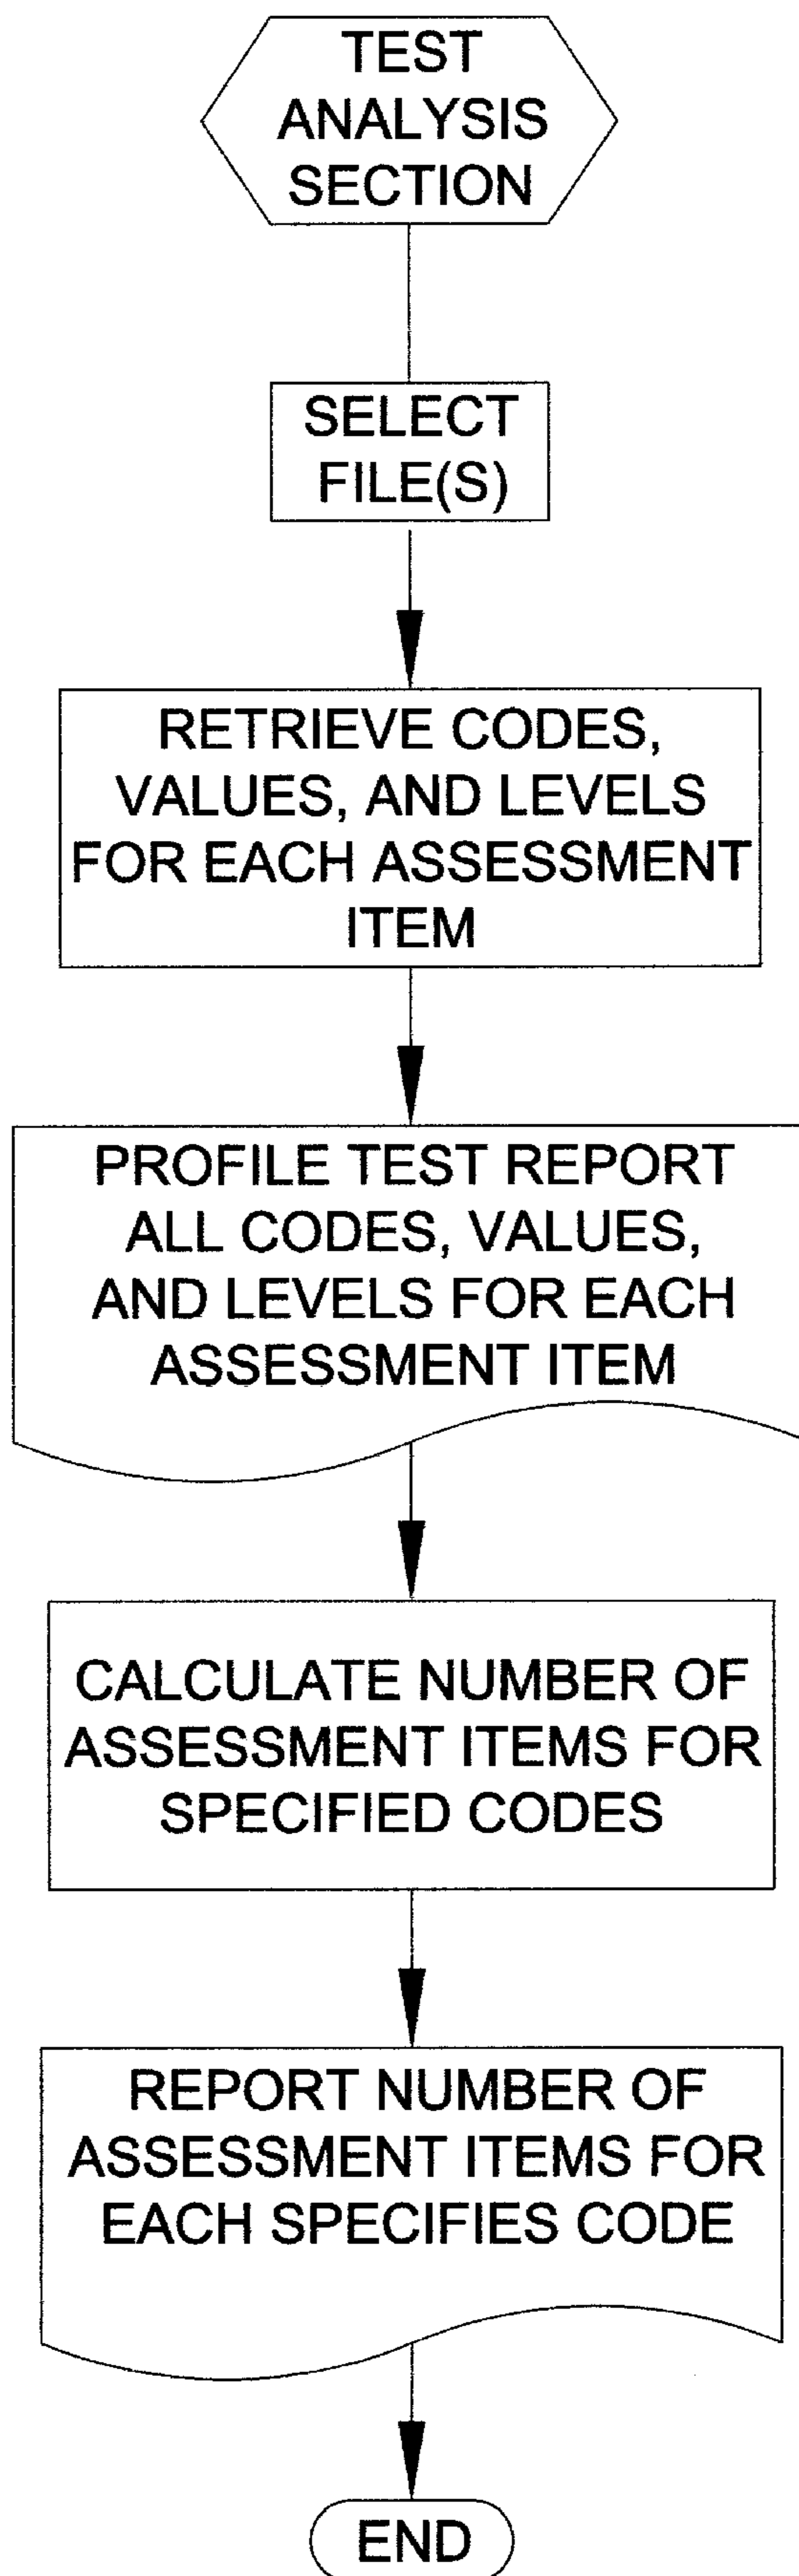 TEST
ANALYSIS
SECTION
SELECT
FILE(S)
RETRIEVE CODES,
VALUES, AND LEVELS
FOR EACH ASSESSMENT
ITEM
PROFILE TEST REPORT
ALL CODES, VALUES,
AND LEVELS FOR EACH
ASSESSMENT ITEM
CALCULATE NUMBER OF
ASSESSMENT ITEMS FOR
SPECIFIED CODES
REPORT NUMBER OF
ASSESSMENT ITEMS FOR
EACH SPECIFIES CODE
END